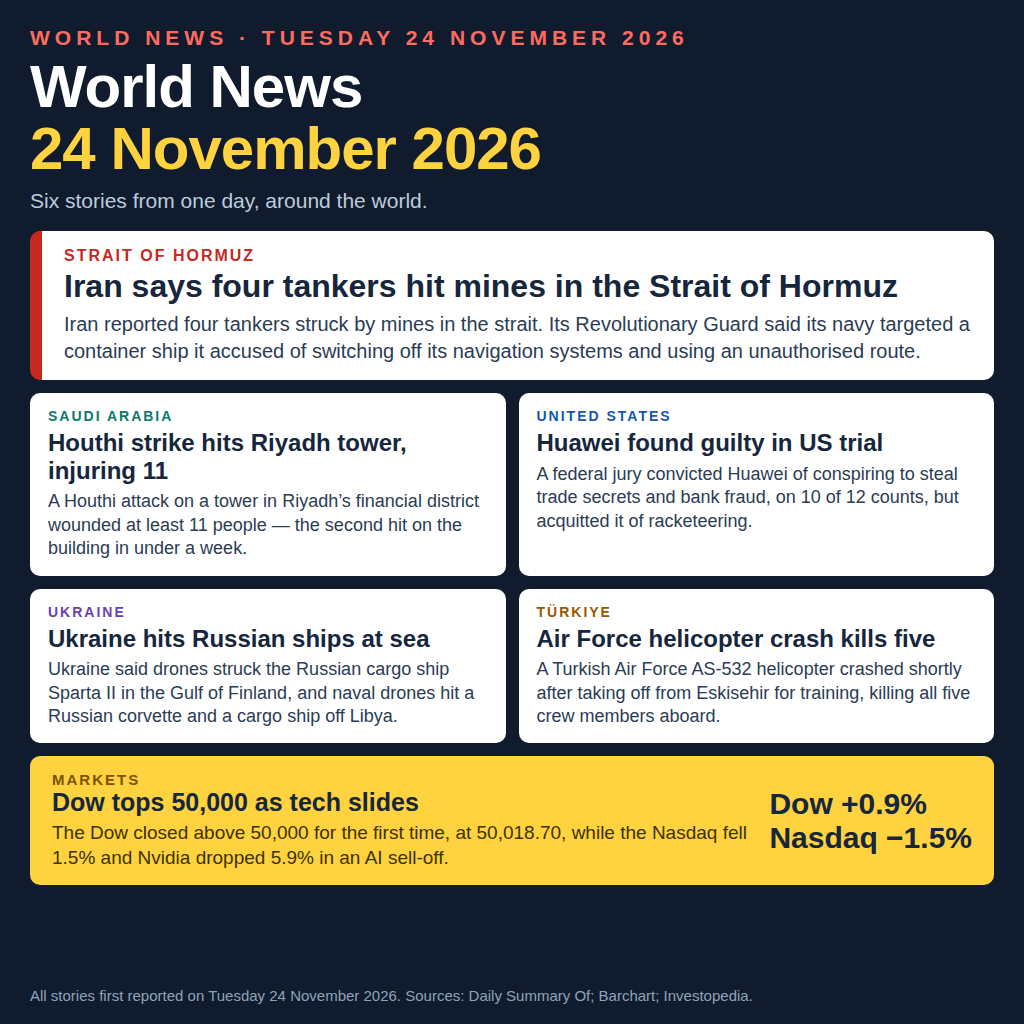 WORLD NEWS · TUESDAY 24 NOVEMBER 2026
World News
24 November 2026
Six stories from one day, around the world.
STRAIT OF HORMUZ
Iran says four tankers hit mines in the Strait of Hormuz
Iran reported four tankers struck by mines in the strait. Its Revolutionary Guard said its navy targeted a
container ship it accused of switching off its navigation systems and using an unauthorised route.
SAUDI ARABIA
Houthi strike hits Riyadh tower,
injuring 11
A Houthi attack on a tower in Riyadh’s financial district
wounded at least 11 people — the second hit on the
building in under a week.
UNITED STATES
Huawei found guilty in US trial
A federal jury convicted Huawei of conspiring to steal
trade secrets and bank fraud, on 10 of 12 counts, but
acquitted it of racketeering.
UKRAINE
Ukraine hits Russian ships at sea
Ukraine said drones struck the Russian cargo ship
Sparta II in the Gulf of Finland, and naval drones hit a
Russian corvette and a cargo ship off Libya.
TÜRKIYE
Air Force helicopter crash kills five
A Turkish Air Force AS-532 helicopter crashed shortly
after taking off from Eskisehir for training, killing all five
crew members aboard.
MARKETS
Dow tops 50,000 as tech slides
The Dow closed above 50,000 for the first time, at 50,018.70, while the Nasdaq fell
1.5% and Nvidia dropped 5.9% in an AI sell-off.
Dow +0.9%
Nasdaq −1.5%
All stories first reported on Tuesday 24 November 2026. Sources: Daily Summary Of; Barchart; Investopedia.